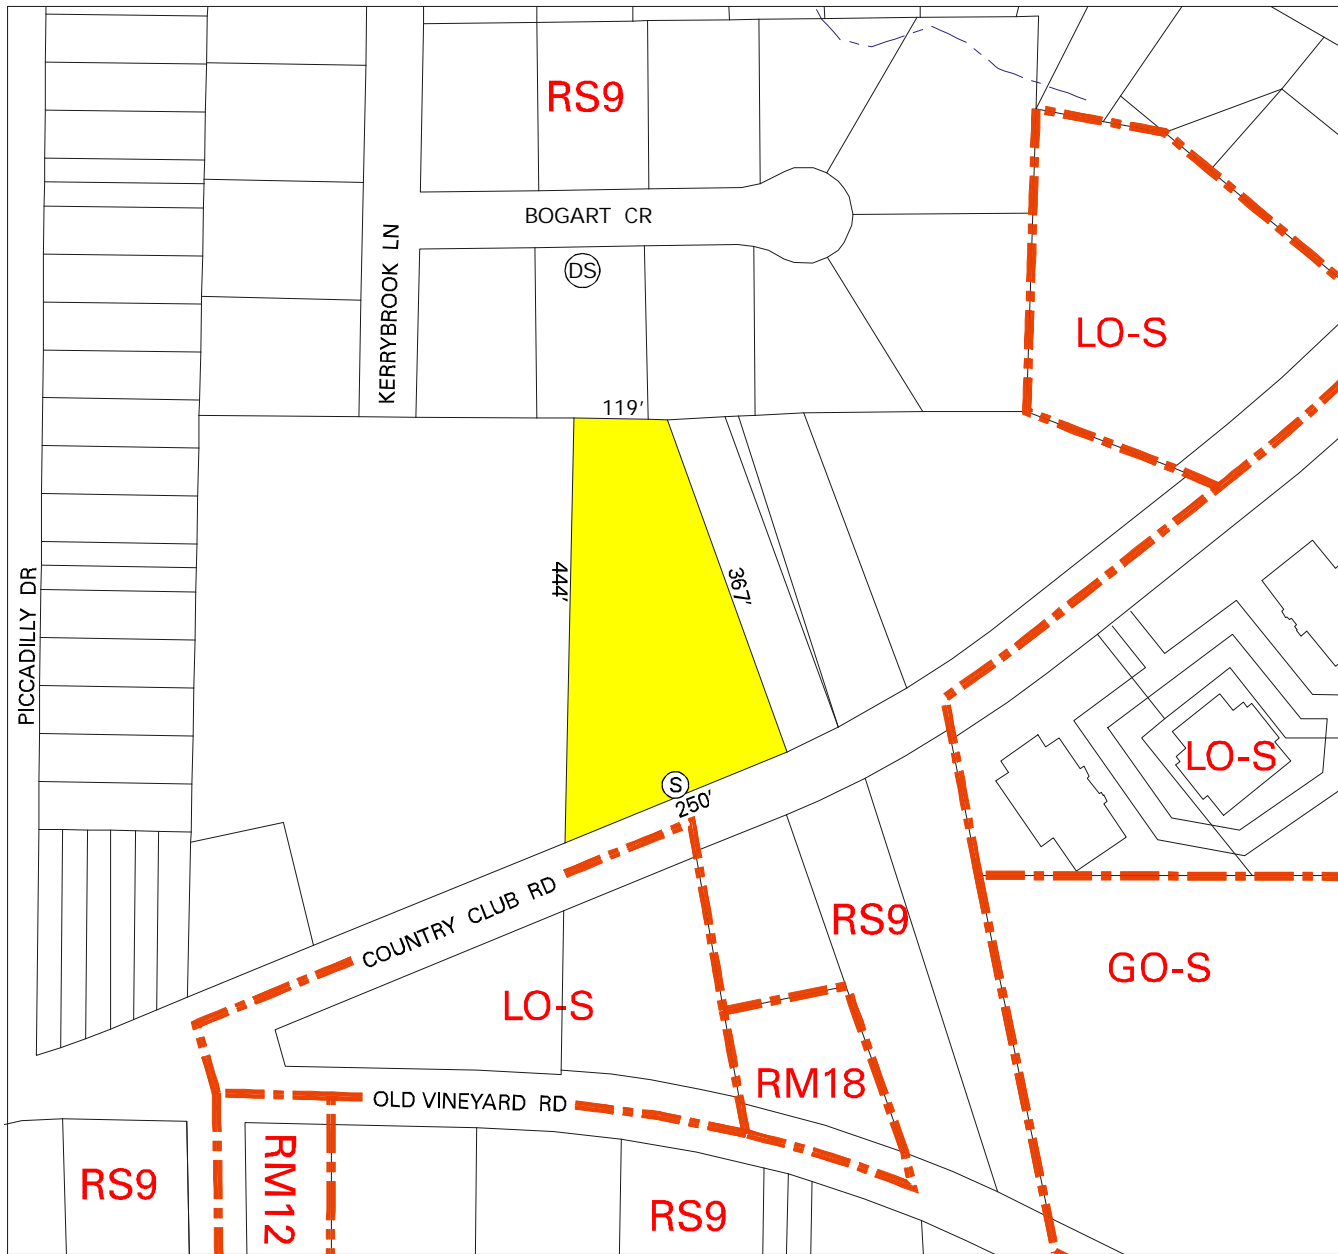 RS9
BOGART CR
KERRYBROOK LN
DS
LO-S
119'
444'
367'
PICCADILLY DR
LO-S
S
250'
COUNTRY CLUB RD
RS9
GO-S
LO-S
RM18
OLD VINEYARD RD
RS9
RM12
RS9